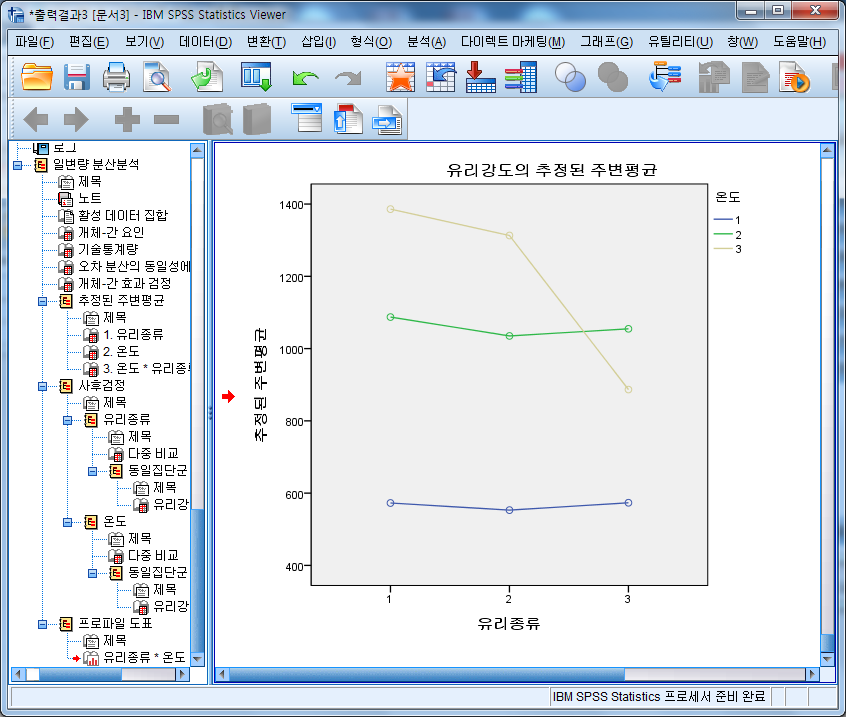 *출력결과3 [문서3] - IBM SPSS Statistics Viewer
파일(F) 편집(E) 보기(V) 데이터(D) 변환(T) 삽입(I) 형식(O) 분석(A) 다이렉트 마케팅(M) 그래프(G) 유틸리티(U) 창(W) 도움말(H)
로그
일변량 분산분석
제목
노트
활성 데이터 집합
개체-간 요인
기술통계량
오차 분산의 동일성에
개체-간 효과 검정
추정된 주변평균
제목
1. 유리종류
2. 온도
3. 온도 * 유리종류
사후검정
제목
유리종류
제목
다중 비교
동일집단군
제목
유리강
온도
제목
다중 비교
동일집단군
제목
유리강
프로파일 도표
제목
유리종류 * 온도
유리강도의 추정된 주변평균
추정된 주변평균
1400
1200
1000
800
600
400
1 2 3
유리종류
온도
1
2
3
IBM SPSS Statistics 프로세서 준비 완료